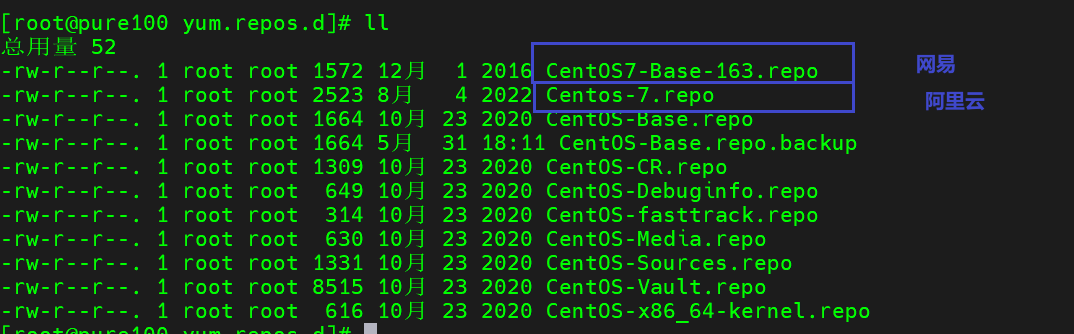 [root@pure100 yum.repos.d]# ll
总用量 52
-rw-r--r--. 1 root root 1572 12月  1 2016 CentOS7-Base-163.repo 网易
-rw-r--r--. 1 root root 2523 8月   4 2022 Centos-7.repo 阿里云
-rw-r--r--. 1 root root 1664 10月 23 2020 CentOS-Base.repo
-rw-r--r--. 1 root root 1664 5月  31 18:11 CentOS-Base.repo.backup
-rw-r--r--. 1 root root 1309 10月 23 2020 CentOS-CR.repo
-rw-r--r--. 1 root root  649 10月 23 2020 CentOS-Debuginfo.repo
-rw-r--r--. 1 root root  314 10月 23 2020 CentOS-fasttrack.repo
-rw-r--r--. 1 root root  630 10月 23 2020 CentOS-Media.repo
-rw-r--r--. 1 root root 1331 10月 23 2020 CentOS-Sources.repo
-rw-r--r--. 1 root root 8515 10月 23 2020 CentOS-Vault.repo
-rw-r--r--. 1 root root  616 10月 23 2020 CentOS-x86_64-kernel.repo
[root@pure100 yum.repos.d]#